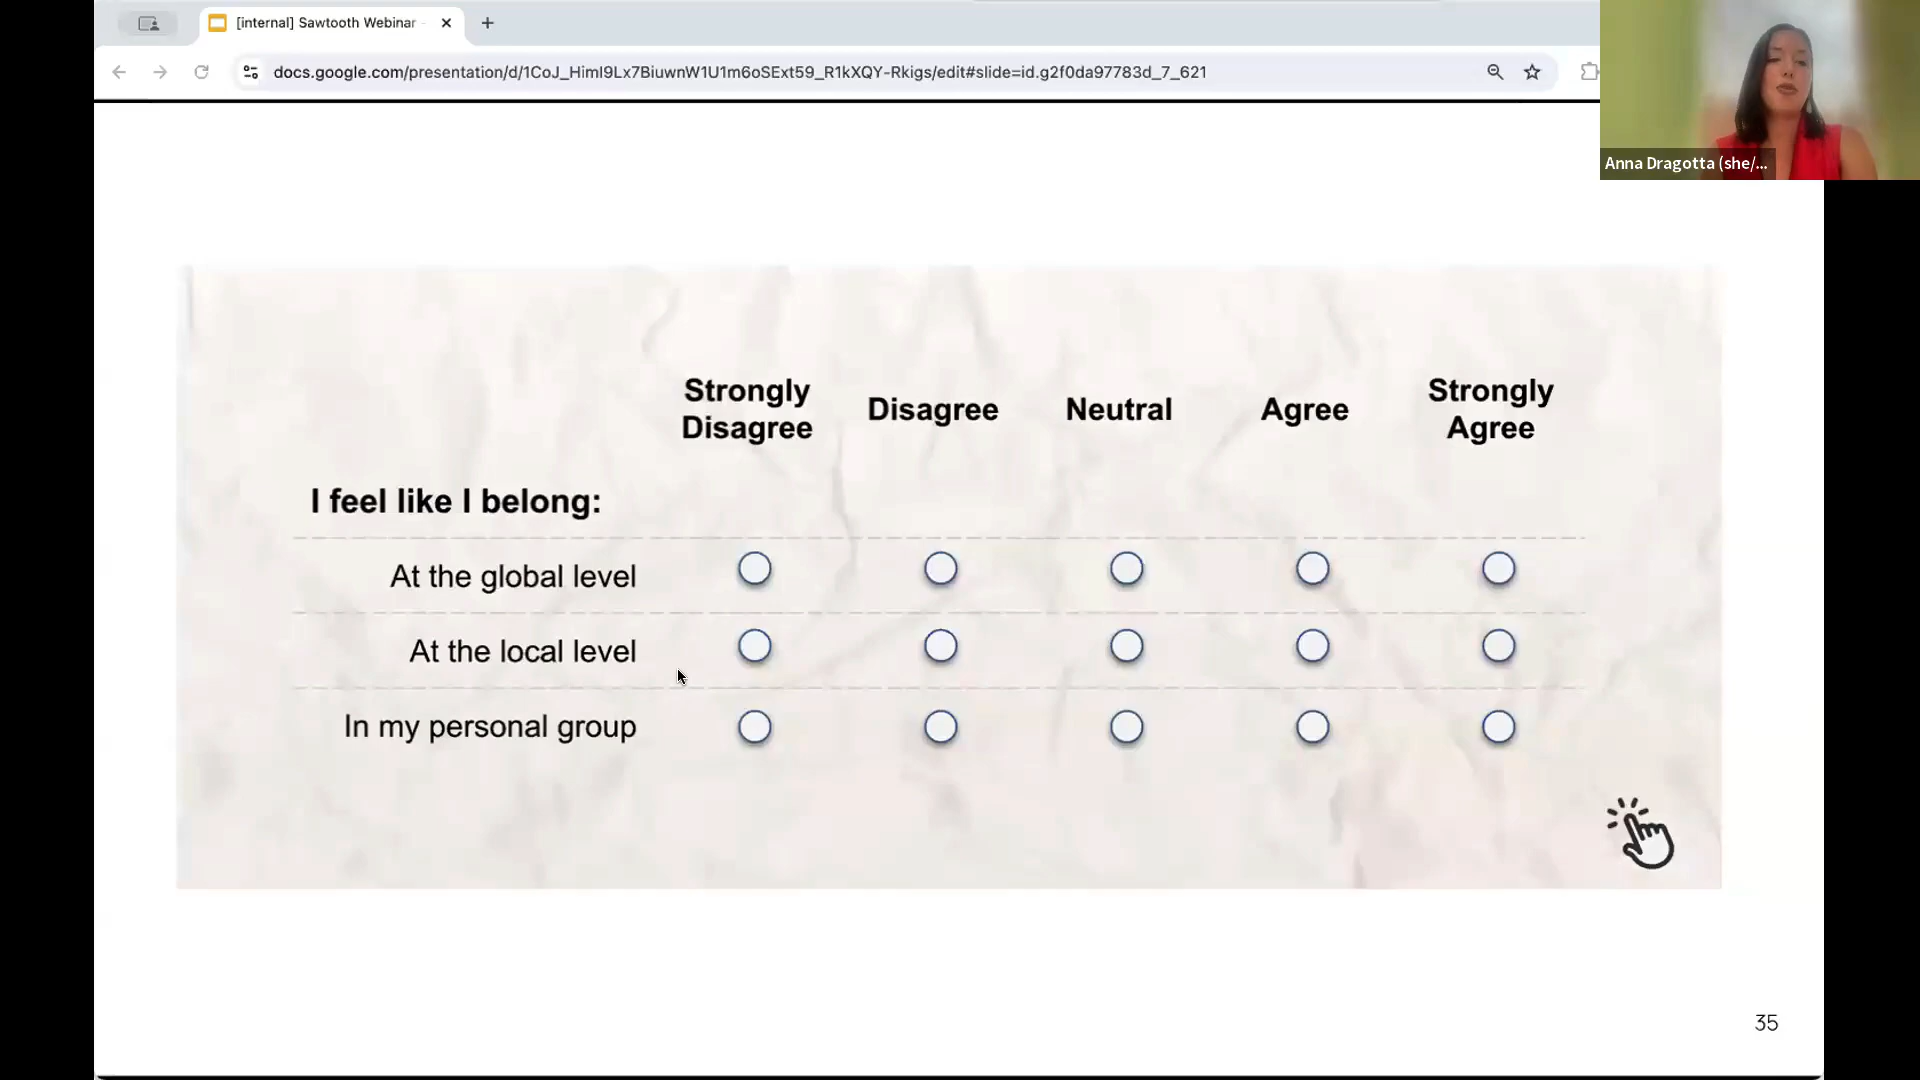 [internal] Sawtooth Webinar
docs.google.com/presentation/d/1CoJ_HimI9Lx7BiuwnW1U1m6oSExt59_R1kXQY-Rkigs/edit#slide=id.g2f0da97783d_7_621
Anna Dragotta (she/...
Strongly Disagree
Disagree
Neutral
Agree
Strongly Agree
I feel like I belong:
At the global level
At the local level
In my personal group
35